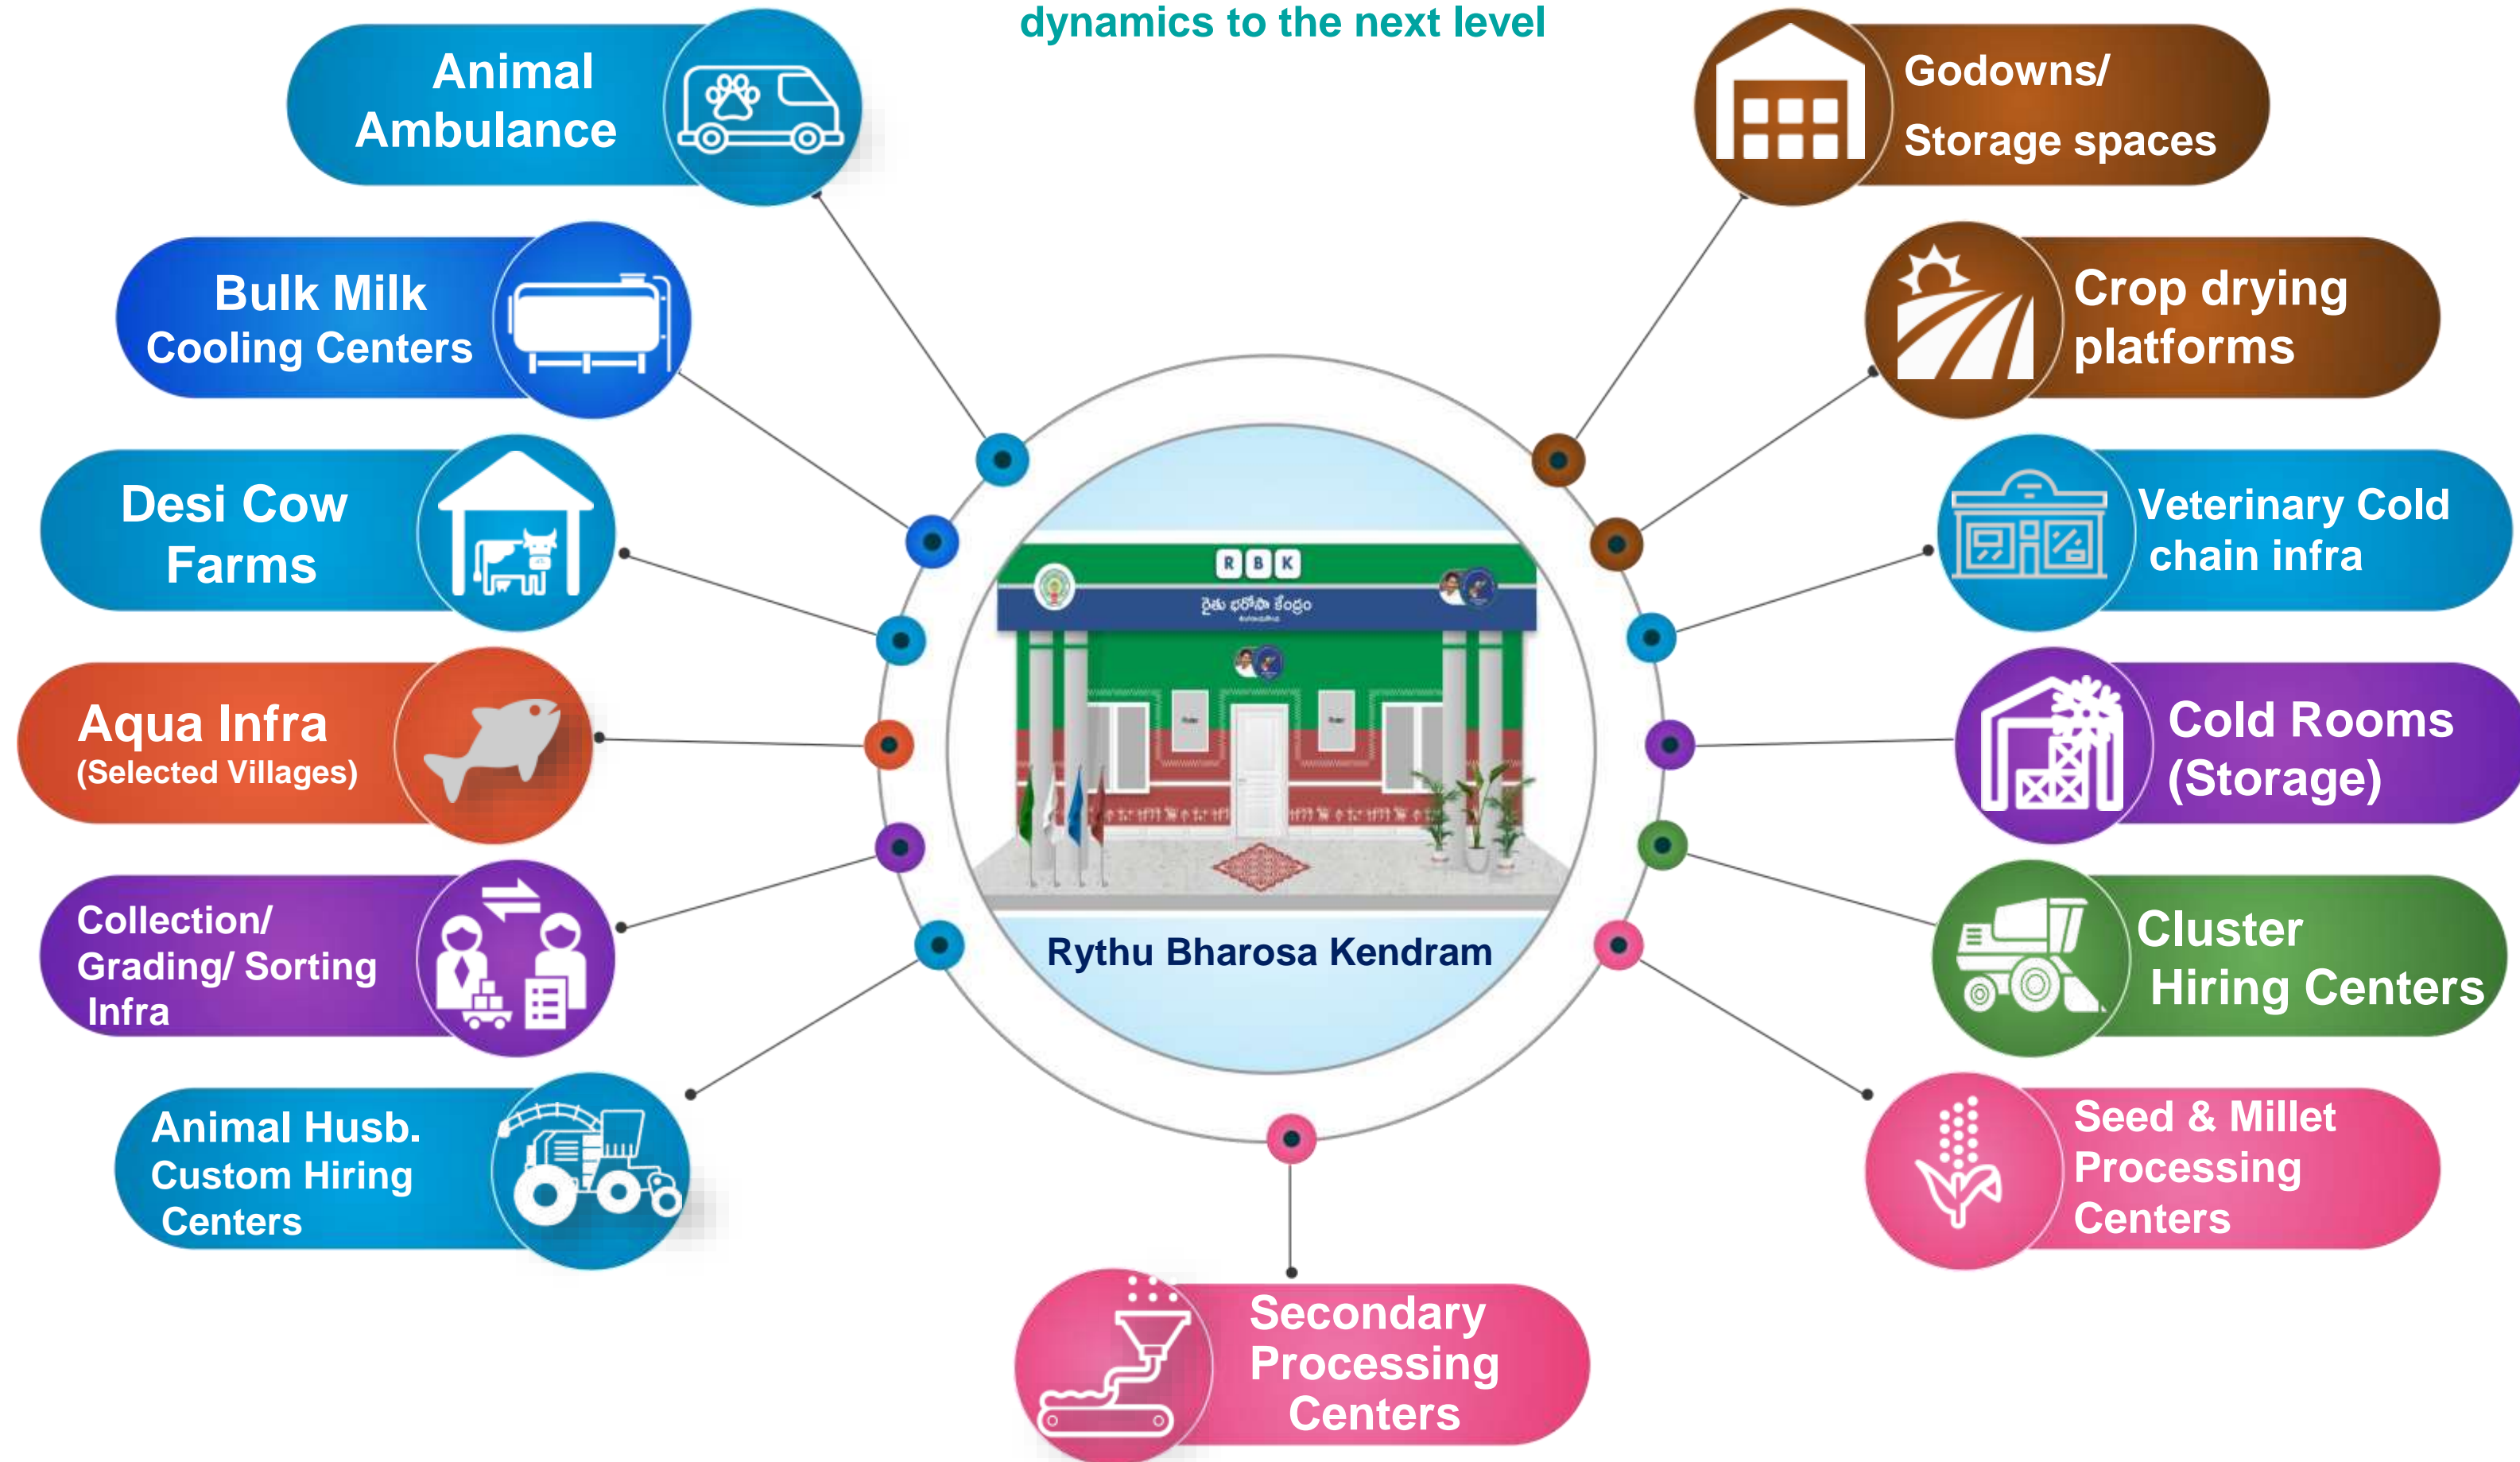 dynamics to the next level
Animal
Ambulance
Bulk Milk
Cooling Centers
Desi Cow
Farms
Aqua Infra
(Selected Villages)
Collection/
Grading/ Sorting
Infra
Animal Husb.
Custom Hiring
Centers
R B K
రైతు భరోసా కేంద్రం
Rythu Bharosa Kendram
Godowns/
Storage spaces
Crop drying
platforms
Veterinary Cold
chain infra
Cold Rooms
(Storage)
Cluster
Hiring Centers
Seed & Millet
Processing
Centers
Secondary
Processing
Centers